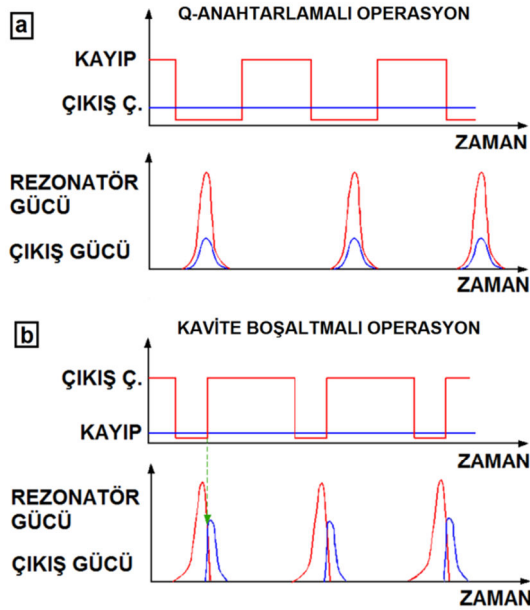 a
Q-ANAHTARLAMALI OPERASYON
KAYIP
ÇIKIŞ Ç.
ZAMAN
REZONATÖR
GÜCÜ
ÇIKIŞ GÜCÜ
ZAMAN
b
KAVİTE BOŞALTMALI OPERASYON
ÇIKIŞ Ç.
KAYIP
ZAMAN
REZONATÖR
GÜCÜ
ÇIKIŞ GÜCÜ
ZAMAN